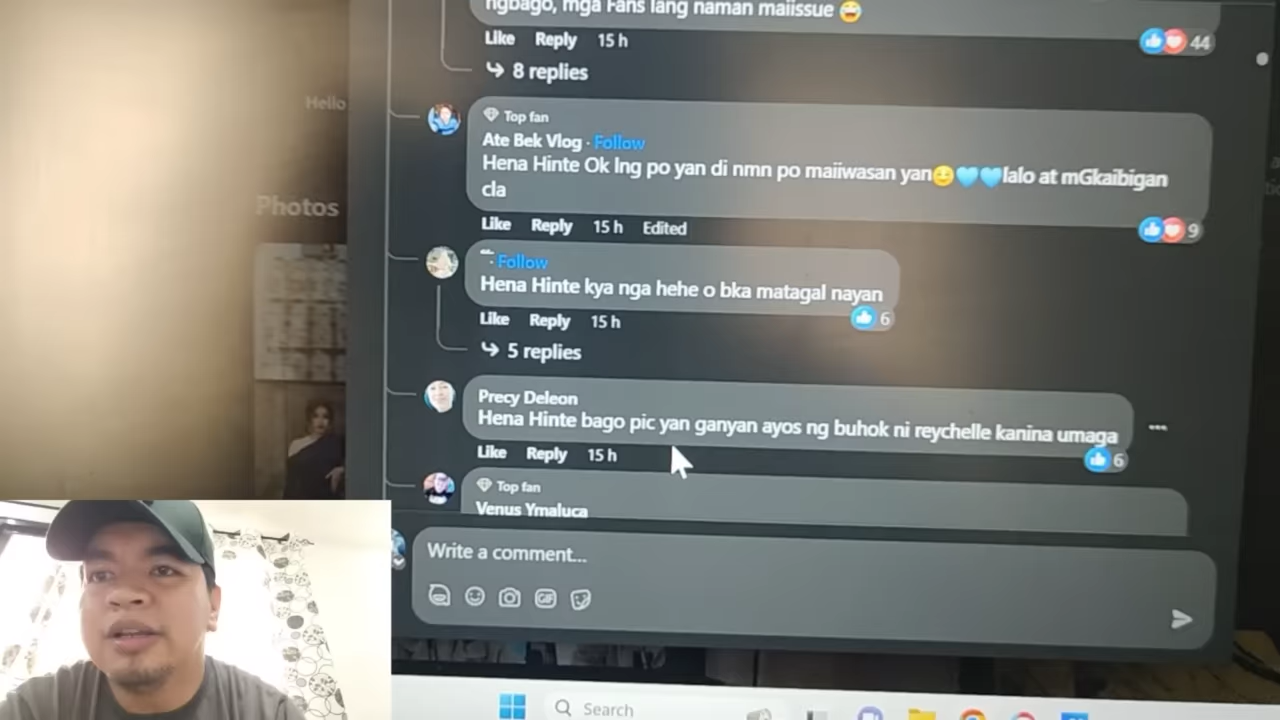 ngbago, mga Fans lang naman maiissue 😂
Like Reply 15 h
44
8 replies
Hello
Top fan
Ate Bek Vlog · Follow
Hena Hinte Ok lng po yan di nmn po maiiwasan yan😊💙💙lalo at mGkaibigan
cla
Like Reply 15 h Edited
9
Photos
· Follow
Hena Hinte kya nga hehe o bka matagal nayan
Like Reply 15 h
6
5 replies
Precy Deleon
Hena Hinte bago pic yan ganyan ayos ng buhok ni reychelle kanina umaga
Like Reply 15 h
6
Top fan
Venus Ymaluca
Write a comment...
GIF
Search